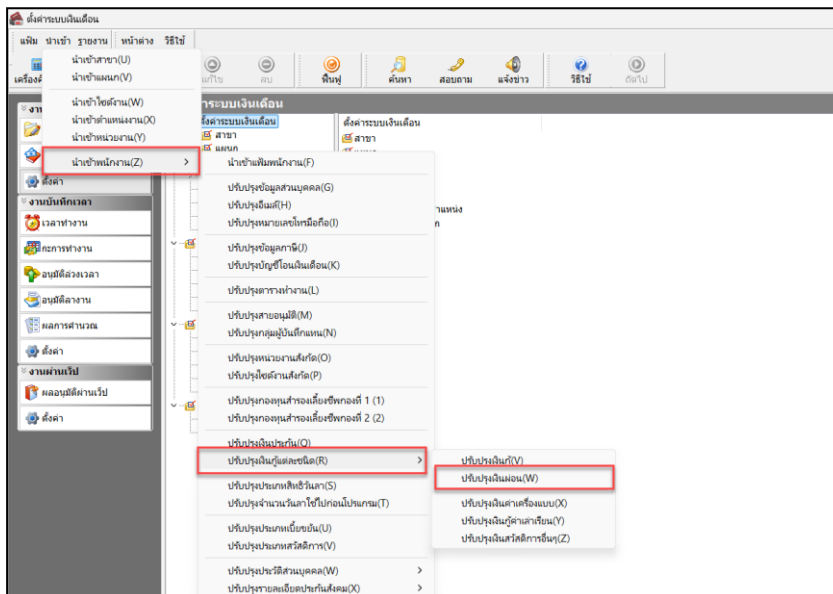 ตั้งค่าระบบเงินเดือน
แฟ้ม นำเข้า รายงาน หน้าต่าง วิธีใช้
นำเข้าสาขา(U)
นำเข้าแผนก(V)
นำเข้าไซต์งาน(W)
นำเข้าตำแหน่งงาน(X)
นำเข้าหน่วยงาน(Y)
นำเข้าพนักงาน(Z)
ลบ ฟื้นฟู ค้นหา สอบถาม แจ้งข่าว วิธีใช้ ถัดไป
ตั้งค่าระบบเงินเดือน
สาขา
แผนก
ตั้งค่าระบบเงินเดือน
สาขา
ตั้งค่า
งานบันทึกเวลา
เวลาทำงาน
กะการทำงาน
อนุมัติล่วงเวลา
อนุมัติลางาน
ผลการคำนวณ
ตั้งค่า
งานผ่านเว็ป
ผลอนุมัติผ่านเว็ป
ตั้งค่า
นำเข้าแฟ้มพนักงาน(F)
ปรับปรุงข้อมูลส่วนบุคคล(G)
ปรับปรุงอีเมล์(H)
ปรับปรุงหมายเลขโทรมือถือ(I)
ปรับปรุงข้อมูลภาษี(J)
ปรับปรุงบัญชีโอนเงินเดือน(K)
ปรับปรุงตารางทำงาน(L)
ปรับปรุงสายอนุมัติ(M)
ปรับปรุงกลุ่มผู้บันทึกแทน(N)
ปรับปรุงหน่วยงานสังกัด(O)
ปรับปรุงไซต์งานสังกัด(P)
ปรับปรุงกองทุนสำรองเลี้ยงชีพกองที่ 1 (1)
ปรับปรุงกองทุนสำรองเลี้ยงชีพกองที่ 2 (2)
ปรับปรุงเงินประกัน(Q)
ปรับปรุงเงินกู้แต่ละชนิด(R)
ปรับปรุงประเภทสิทธิวันลา(S)
ปรับปรุงจำนวนวันลาใช้ไปก่อนโปรแกรม(T)
ปรับปรุงประเภทเบี้ยขยัน(U)
ปรับปรุงประเภทสวัสดิการ(V)
ปรับปรุงประวัติส่วนบุคคล(W)
ปรับปรุงรายละเอียดประกันสังคม(X)
ปรับปรุงเงินกู้(V)
ปรับปรุงเงินผ่อน(W)
ปรับปรุงเงินค่าเครื่องแบบ(X)
ปรับปรุงเงินกู้ค่าเล่าเรียน(Y)
ปรับปรุงเงินสวัสดิการอื่นๆ(Z)